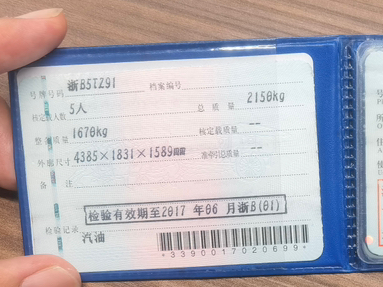 号牌号码 浙B5TZ91 档案编号
核定载人数 5人 总质量 2150kg
整备质量 1670kg 核定载质量 --
外廓尺寸 4385×1831×1589mm 准牵引总质量 --
备注
检验有效期至2017 年06 月浙B(01)
检验记录
汽油
*3390017020699*